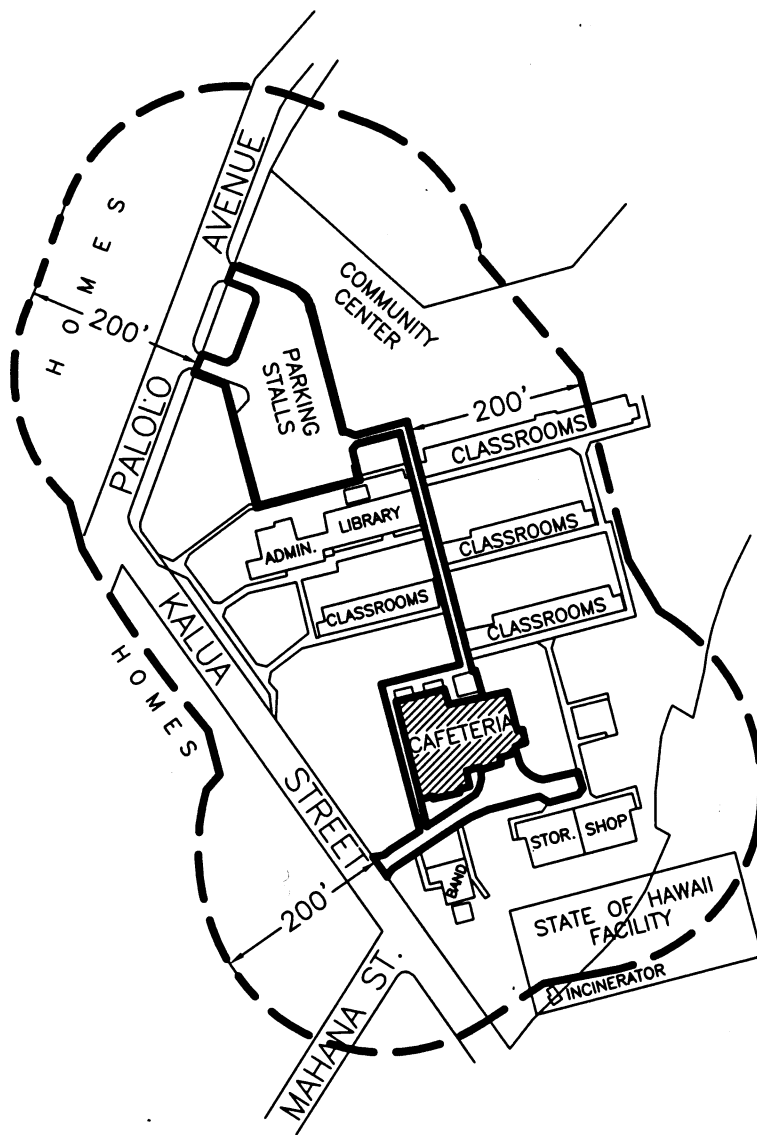 PALOLO AVENUE
HOMES
200'
COMMUNITY
CENTER
PARKING
STALLS
200'
CLASSROOMS
LIBRARY
ADMIN.
CLASSROOMS
CLASSROOMS
CLASSROOMS
KALUA STREET
HOMES
CAFETERIA
STOR.
SHOP
BAND
200'
STATE OF HAWAII
FACILITY
INCINERATOR
MAHANA ST.